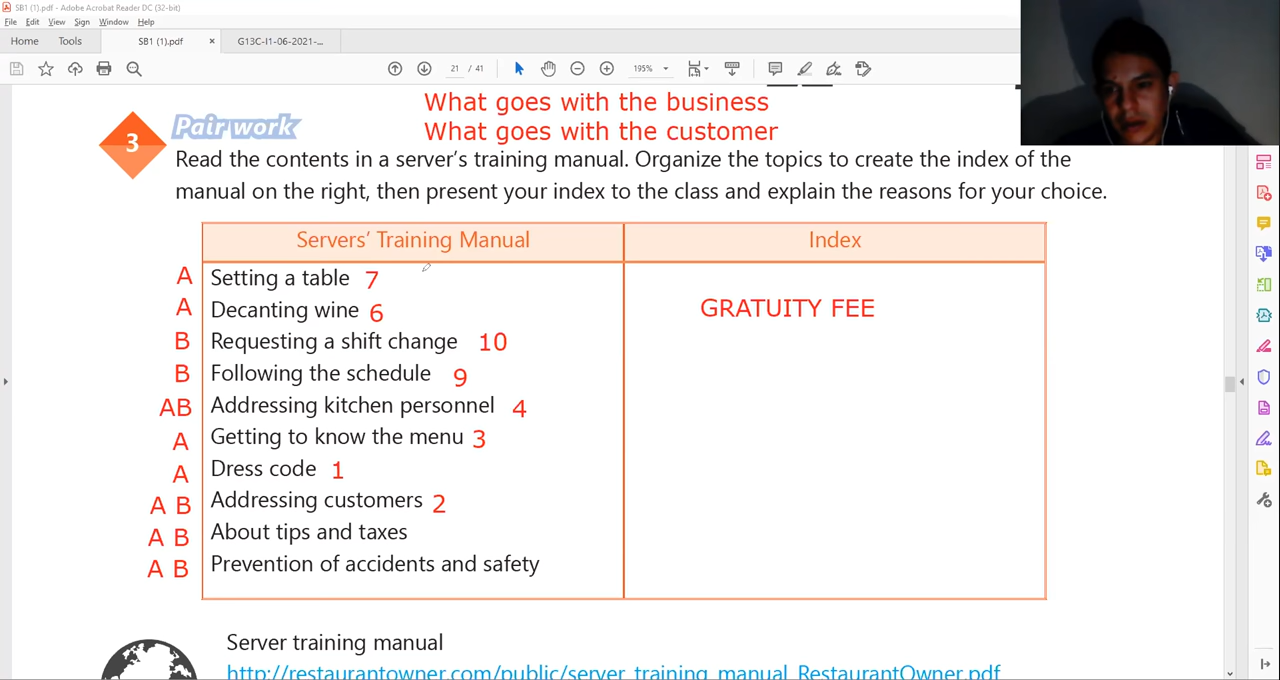 SB1 (1).pdf - Adobe Acrobat Reader DC (32-bit)
File Edit View Sign Window Help
Home Tools SB1 (1).pdf × G13C-I1-06-2021-...
21 / 41 195%
What goes with the business
What goes with the customer
3 Pair work
Read the contents in a server's training manual. Organize the topics to create the index of the
manual on the right, then present your index to the class and explain the reasons for your choice.
Servers' Training Manual Index
A Setting a table 7
A Decanting wine 6 GRATUITY FEE
B Requesting a shift change 10
B Following the schedule 9
AB Addressing kitchen personnel 4
A Getting to know the menu 3
A Dress code 1
A B Addressing customers 2
A B About tips and taxes
A B Prevention of accidents and safety
Server training manual
http://restaurantowner.com/public/server_training_manual_RestaurantOwner.pdf